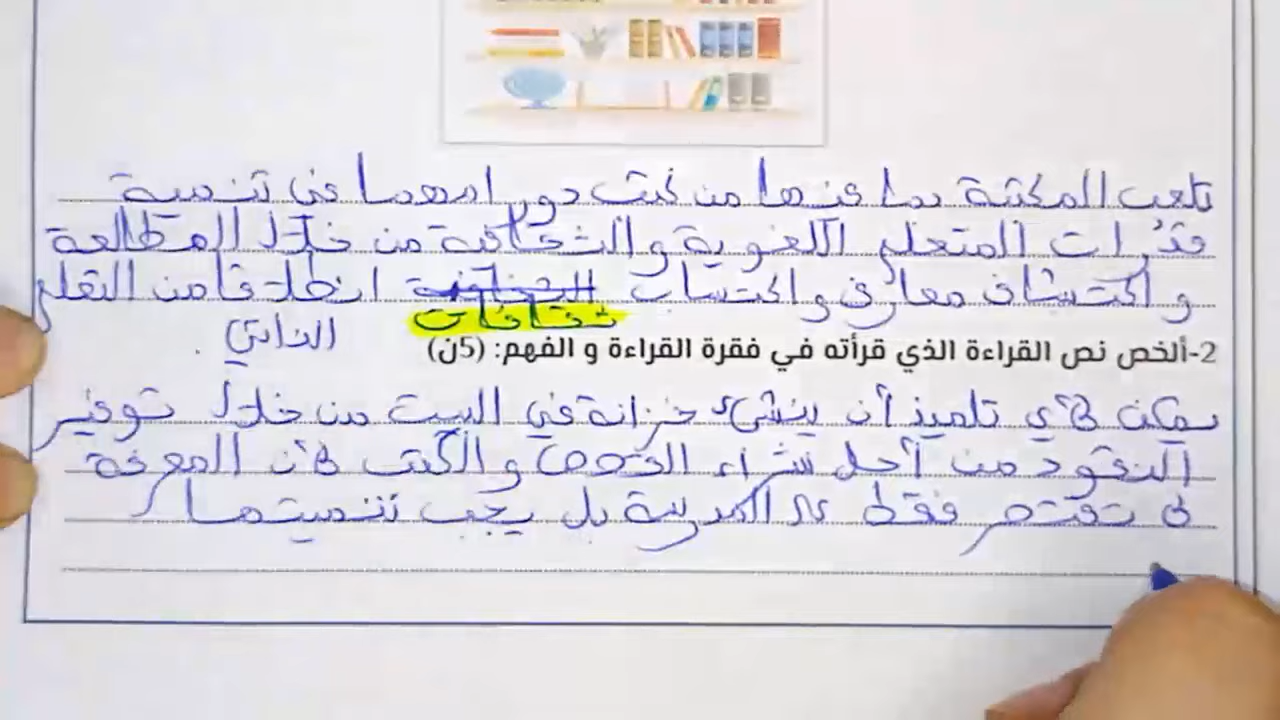 تلعب المكتبة بما فيها من كتب دورا مهما في تنمية
قدرات المتعلم اللغوية والثقافية من خلال المطالعة
واكتشاف معارف واكتساب ثقافات انطلاقا من التعلم
الذاتي.
2-ألخص نص القراءة الذي قرأته في فقرة القراءة و الفهم: (5ن)
يمكن لأي تلميذ أن ينشئ خزانة في البيت من خلال توفير
النقود من أجل شراء القصص والكتب لأن المعرفة
لا تقتصر فقط على المدرسة بل يجب تنميتها